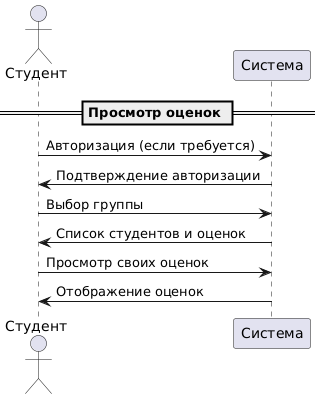 Студент
Система
Просмотр оценок
Авторизация (если требуется)
Подтверждение авторизации
Выбор группы
Список студентов и оценок
Просмотр своих оценок
Отображение оценок
Студент
Система